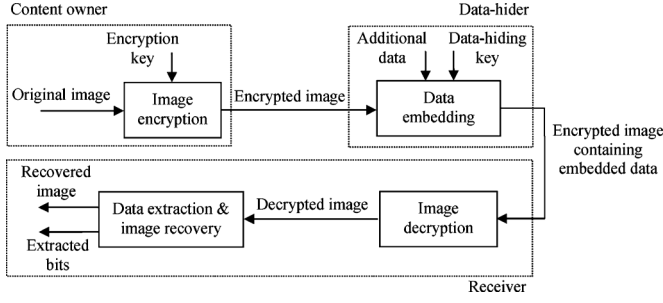 Content owner
Data-hider
Encryption
key
Additional
data
Data-hiding
key
Original image
Image
encryption
Encrypted image
Data
embedding
Encrypted image
containing
embedded data
Recovered
image
Data extraction &
image recovery
Decrypted image
Image
decryption
Extracted
bits
Receiver